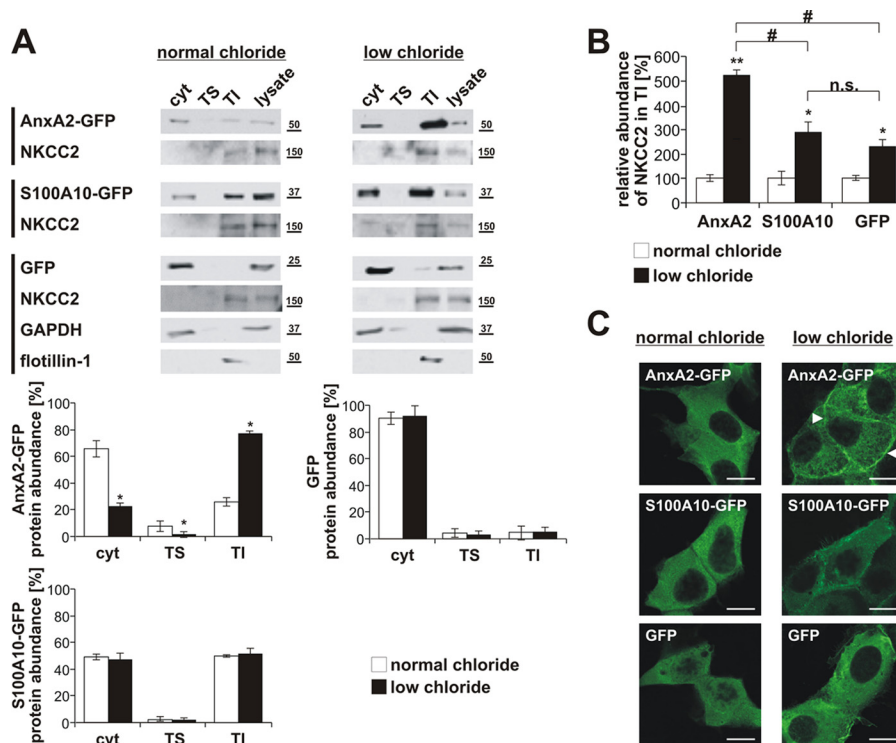 A
normal chloride
low chloride
cyt TS TI lysate
cyt TS TI lysate
AnxA2-GFP
50
50
NKCC2
150
150
S100A10-GFP
37
37
NKCC2
150
150
GFP
25
25
NKCC2
150
150
GAPDH
37
37
flotillin-1
50
50
AnxA2-GFP
protein abundance [%]
100
80
60
40
20
0
*
*
*
cyt TS TI
GFP
protein abundance [%]
100
80
60
40
20
0
cyt TS TI
S100A10-GFP
protein abundance [%]
100
80
60
40
20
0
cyt TS TI
normal chloride
low chloride
B
relative abundance
of NKCC2 in TI [%]
600
500
400
300
200
100
0
#
#
n.s.
**
*
*
AnxA2 S100A10 GFP
normal chloride
low chloride
C
normal chloride
low chloride
AnxA2-GFP
AnxA2-GFP
S100A10-GFP
S100A10-GFP
GFP
GFP